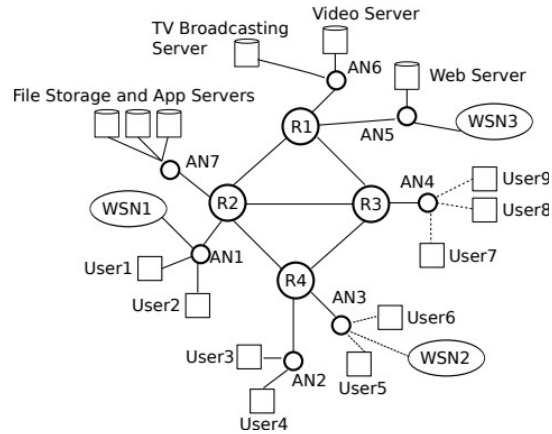 Video Server
TV Broadcasting
Server
AN6
Web Server
File Storage and App Servers
R1
AN5
WSN3
AN7
AN4
User9
WSN1
R2
R3
User8
AN1
User7
User1
R4
AN3
User2
User6
User3
WSN2
AN2
User5
User4